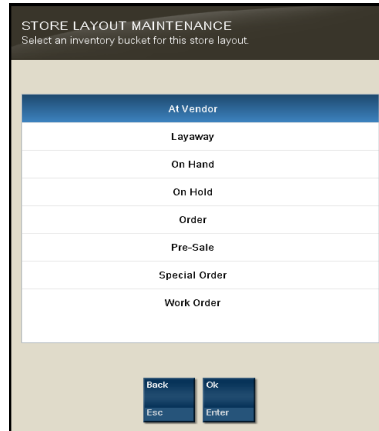 STORE LAYOUT MAINTENANCE
Select an inventory bucket for this store layout.
At Vendor
Layaway
On Hand
On Hold
Order
Pre-Sale
Special Order
Work Order
Back
Ok
Esc
Enter